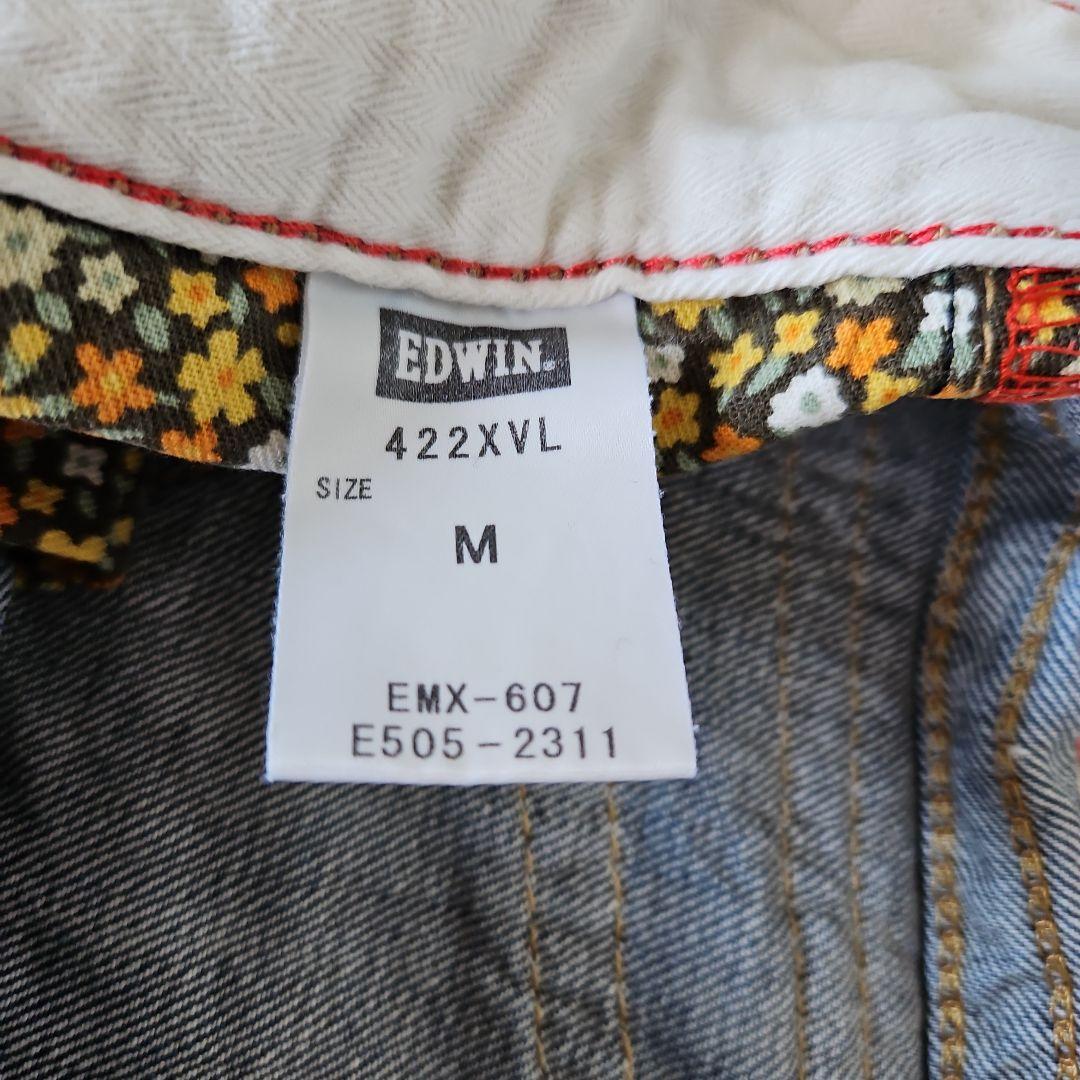 EDWIN.
422XVL
SIZE
M
EMX-607
E505-2311